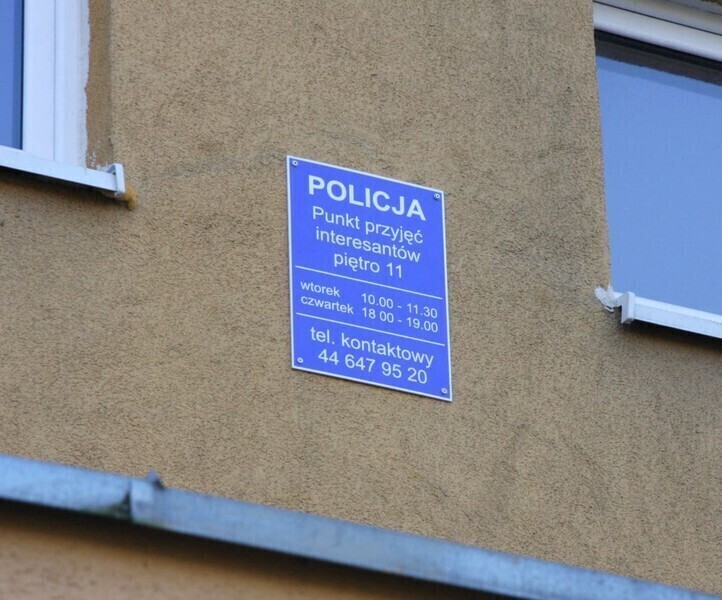 POLICJA
Punkt przyjęć
interesantów
piętro 11
wtorek 10.00 - 11.30
czwartek 18 00 - 19.00
tel. kontaktowy
44 647 95 20